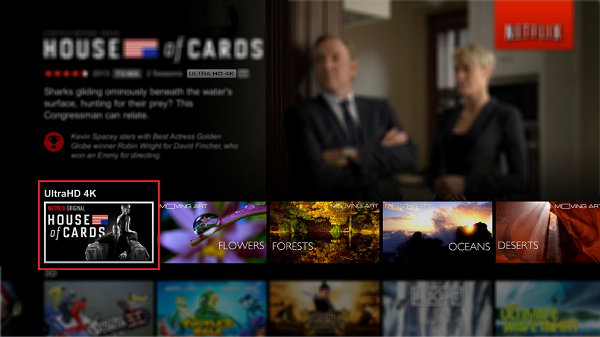 HOUSE of CARDS
2013 TV-MA 2 Seasons ULTRA HD 4K
Sharks gliding ominously beneath the water's
surface, hunting for their prey? This
Congressman can relate.
Kevin Spacey stars with Best Actress Golden
Globe winner Robin Wright for David Fincher, who
won an Emmy for directing.
NETFLIX
UltraHD 4K
NETFLIX ORIGINAL
HOUSE
of CARDS
MOVING ART
FLOWERS
MOVING ART
FORESTS
MOVING ART
OCEANS
MOVING ART
DESERTS